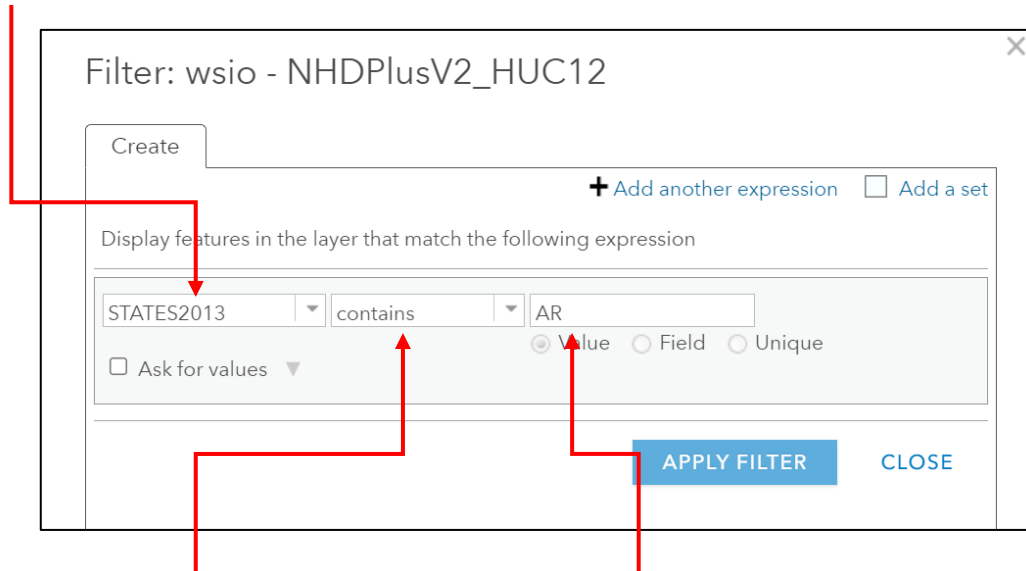 Filter: wsio - NHDPlusV2_HUC12
Create
Add another expression Add a set
Display features in the layer that match the following expression
STATES2013 contains AR
Value Field Unique
Ask for values
APPLY FILTER CLOSE